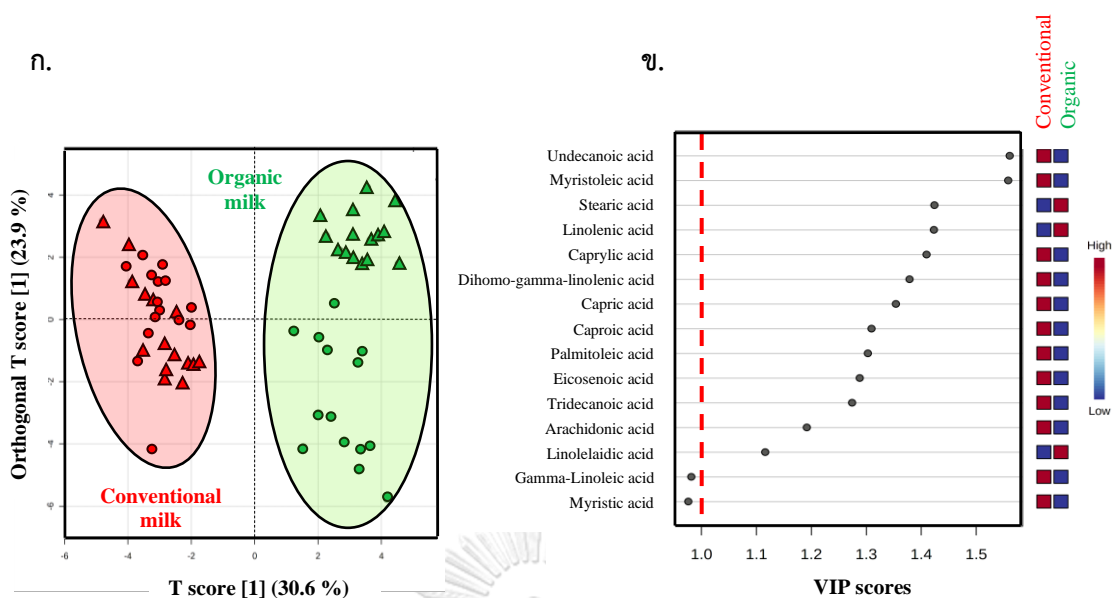 ก.
Orthogonal T score [1] (23.9 %)
4
2
0
-2
-4
-6
Organic
milk
Conventional
milk
-6
-4
-2
0
2
4
T score [1] (30.6 %)
ข.
Conventional
Organic
Undecanoic acid
Myristoleic acid
Stearic acid
Linolenic acid
Caprylic acid
Dihomo-gamma-linolenic acid
Capric acid
Caproic acid
Palmitoleic acid
Eicosenoic acid
Tridecanoic acid
Arachidonic acid
Linolelaidic acid
Gamma-Linoleic acid
Myristic acid
1.0
1.1
1.2
1.3
1.4
1.5
VIP scores
High
Low